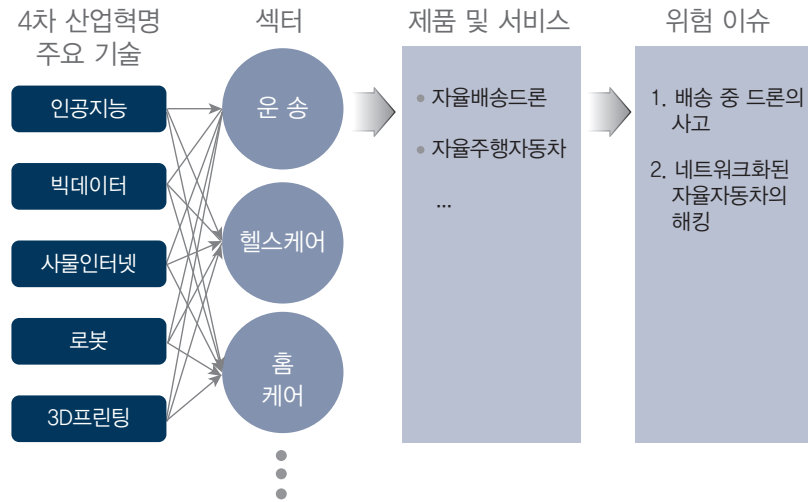 4차 산업혁명
주요 기술
섹터
제품 및 서비스
위험 이슈
인공지능
빅데이터
사물인터넷
로봇
3D프린팅
운 송
헬스케어
홈
케어
● 자율배송드론
● 자율주행자동차
...
1. 배송 중 드론의
사고
2. 네트워크화된
자율자동차의
해킹